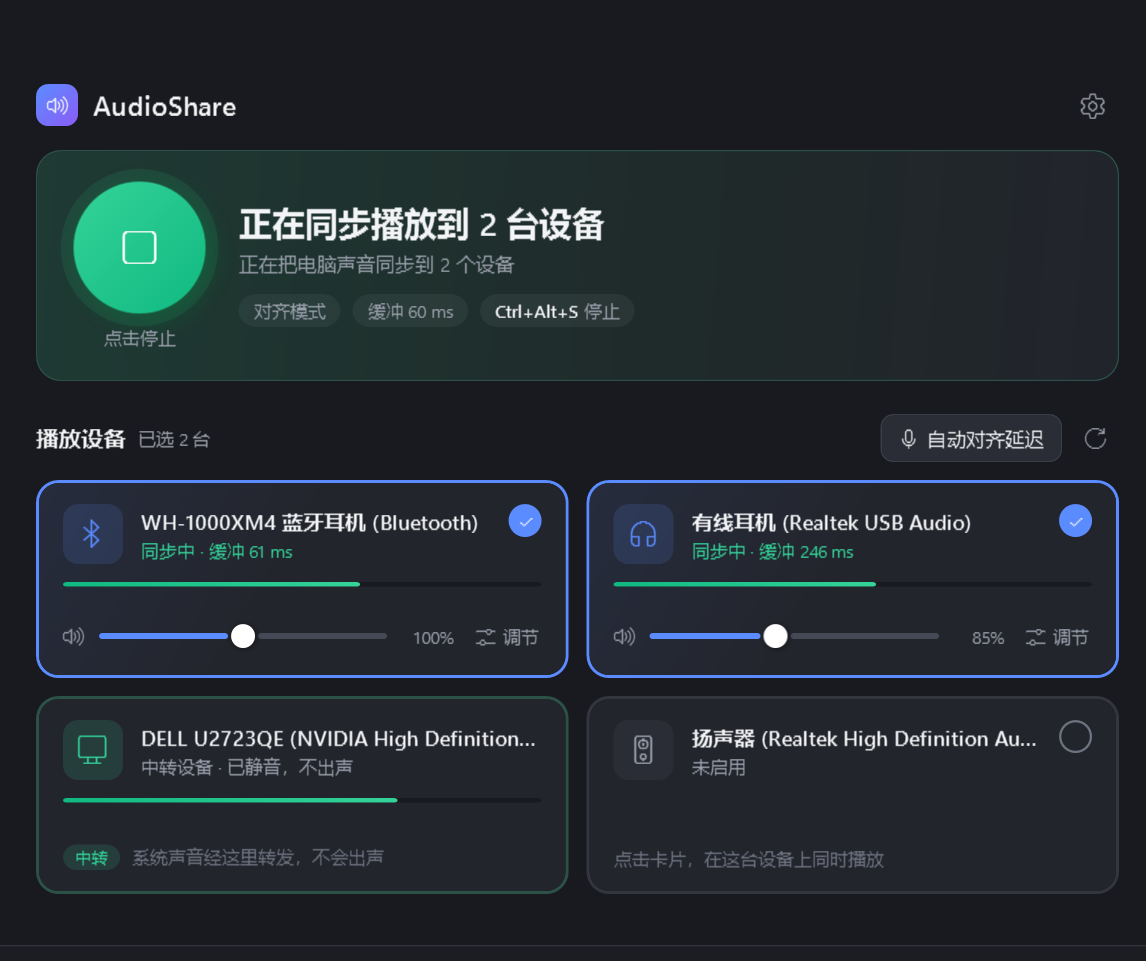 AudioShare
正在同步播放到 2 台设备
正在把电脑声音同步到 2 个设备
对齐模式 缓冲 60 ms Ctrl+Alt+S 停止
点击停止
播放设备 已选 2 台 自动对齐延迟
WH-1000XM4 蓝牙耳机 (Bluetooth)
同步中 · 缓冲 61 ms
100% 调节
有线耳机 (Realtek USB Audio)
同步中 · 缓冲 246 ms
85% 调节
DELL U2723QE (NVIDIA High Definition...
中转设备 · 已静音，不出声
中转 系统声音经这里转发，不会出声
扬声器 (Realtek High Definition Au...
未启用
点击卡片，在这台设备上同时播放